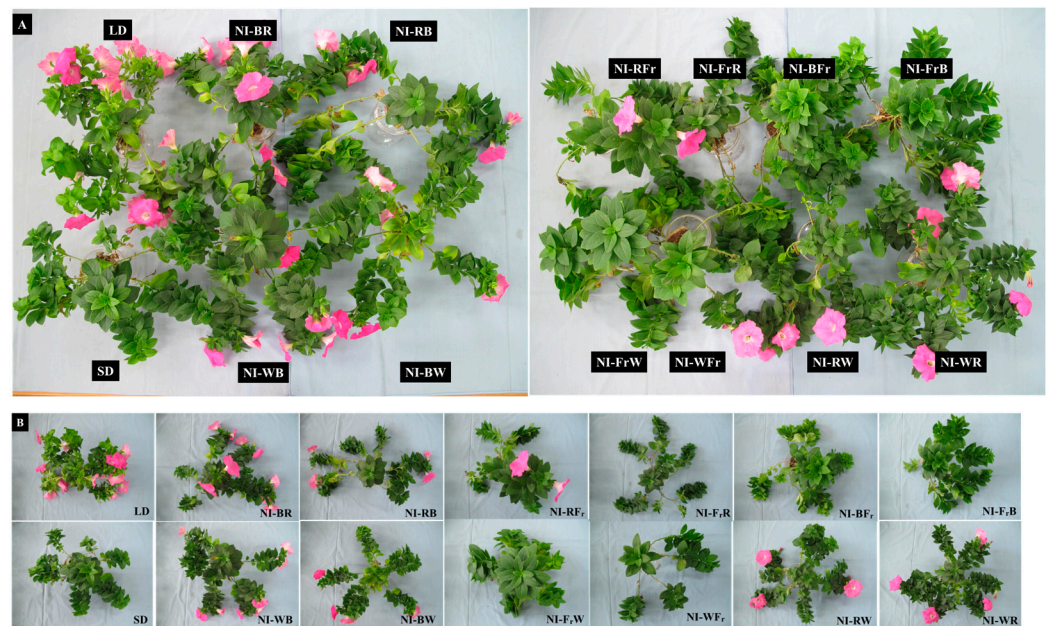 A
LD NI-BR NI-RB
SD NI-WB NI-BW
NI-RFr NI-FrR NI-BFr NI-FrB
NI-FrW NI-WFr NI-RW NI-WR
B
LD NI-BR NI-RB NI-RFr NI-FrR NI-BFr NI-FrB
SD NI-WB NI-BW NI-FrW NI-WFr NI-RW NI-WR